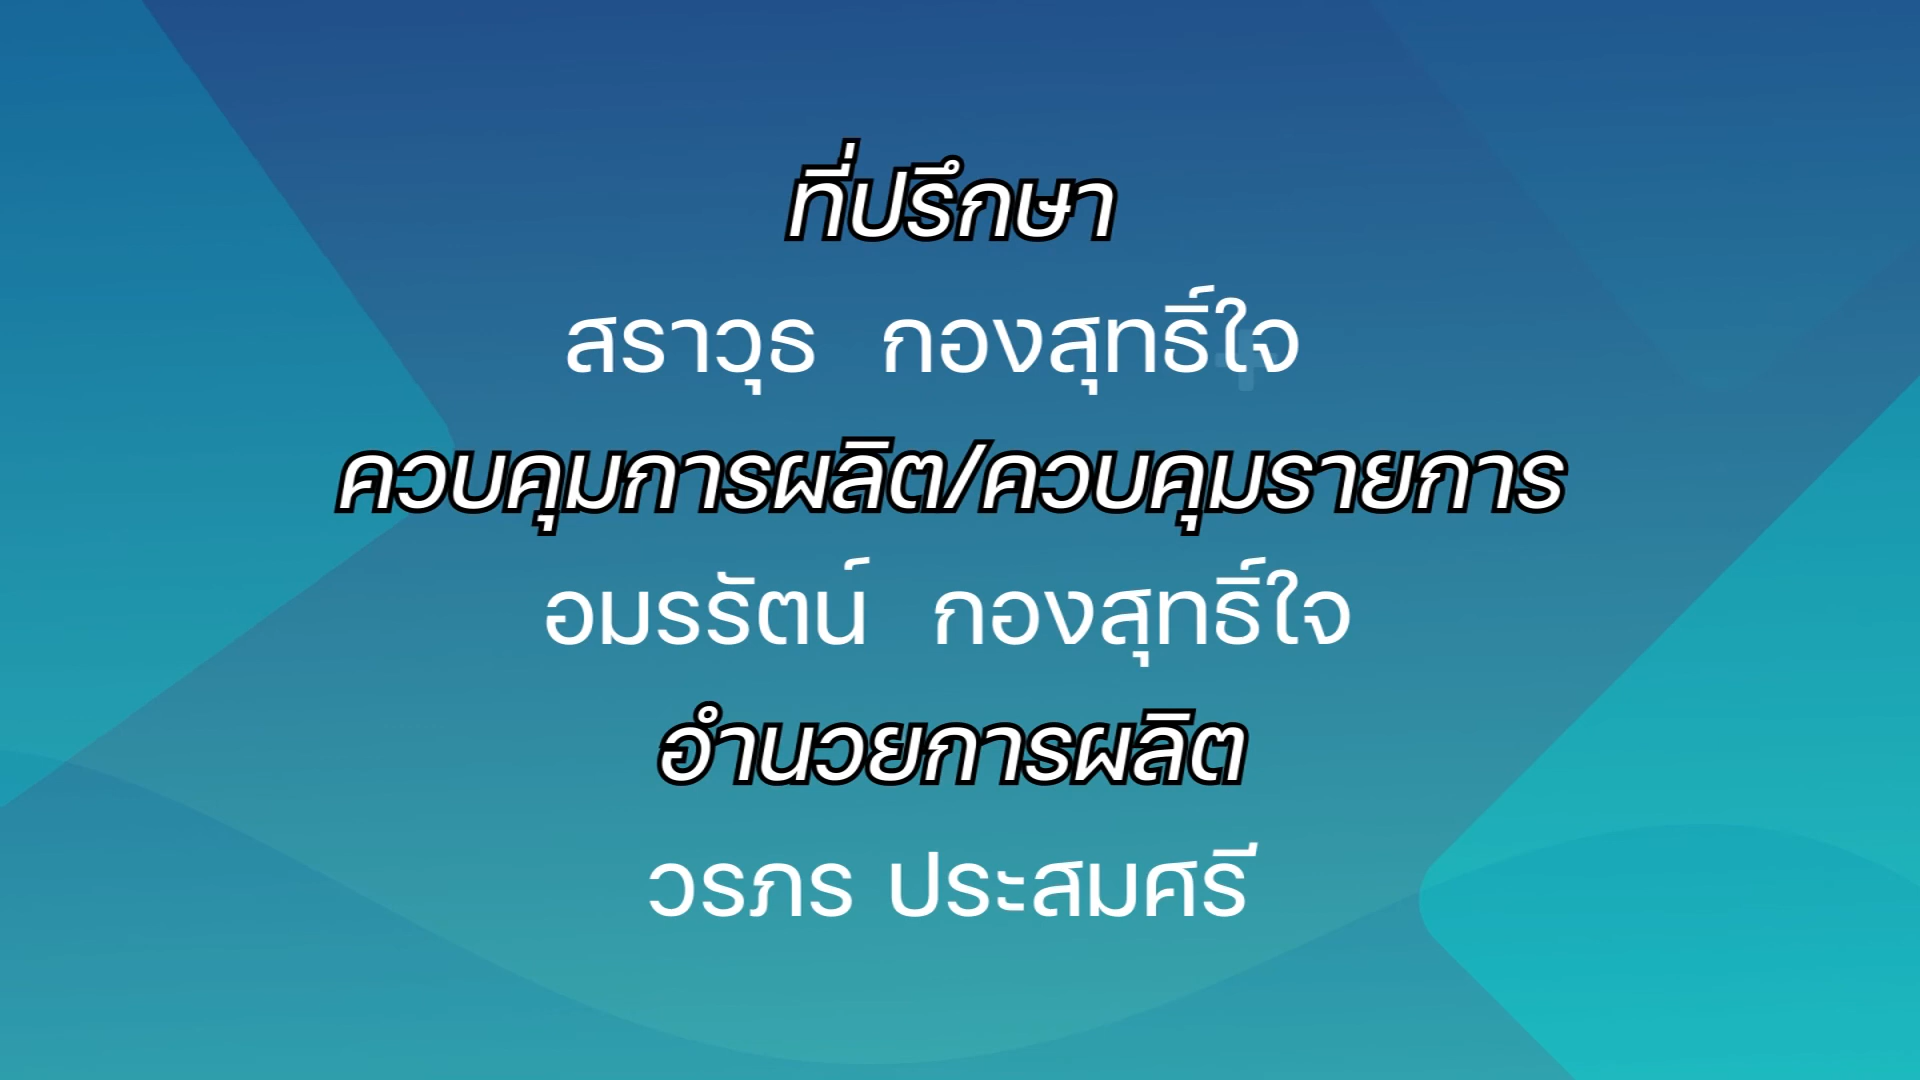 ที่ปรึกษา
สราวุธ  กองสุทธิ์ใจ
ควบคุมการผลิต/ควบคุมรายการ
อมรรัตน์  กองสุทธิ์ใจ
อำนวยการผลิต
วรภร ประสมศรี